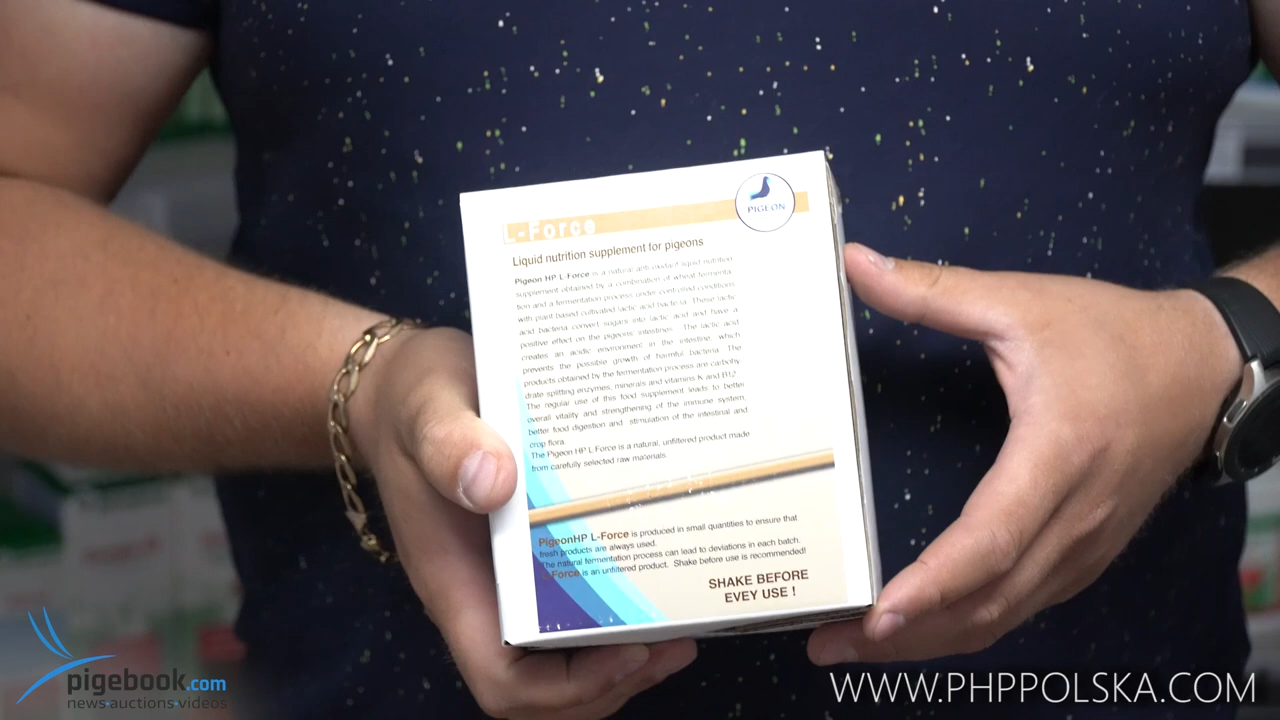 L-Force
PIGEON
Liquid nutrition supplement for pigeons
Pigeon HP L-Force is a natural anti-oxidant liquid nutrition
supplement obtained by a combination of wheat fermenta
tion and a fermentation process under controlled conditions,
with plant based cultivated lactic acid bacteria. These lactic
acid bacteria convert sugars into lactic acid and have a
positive effect on the pigeons intestines. The lactic acid
creates an acidic environment in the intestine, which
prevents the possible growth of harmful bacteria. The
products obtained by the fermentation process are carbohy
drate splitting enzymes, minerals and vitamins K and B12.
The regular use of this food supplement leads to better
overall vitality and strengthening of the immune system,
better food digestion and stimulation of the intestinal and
crop flora.
The Pigeon HP L-Force is a natural, unfiltered product made
from carefully selected raw materials
PigeonHP L-Force is produced in small quantities to ensure that
fresh products are always used.
The natural fermentation process can lead to deviations in each batch.
L-Force is an unfiltered product. Shake before use is recommended!
SHAKE BEFORE
EVEY USE !
pigebook.com
news·auctions·videos
WWW.PHPPOLSKA.COM